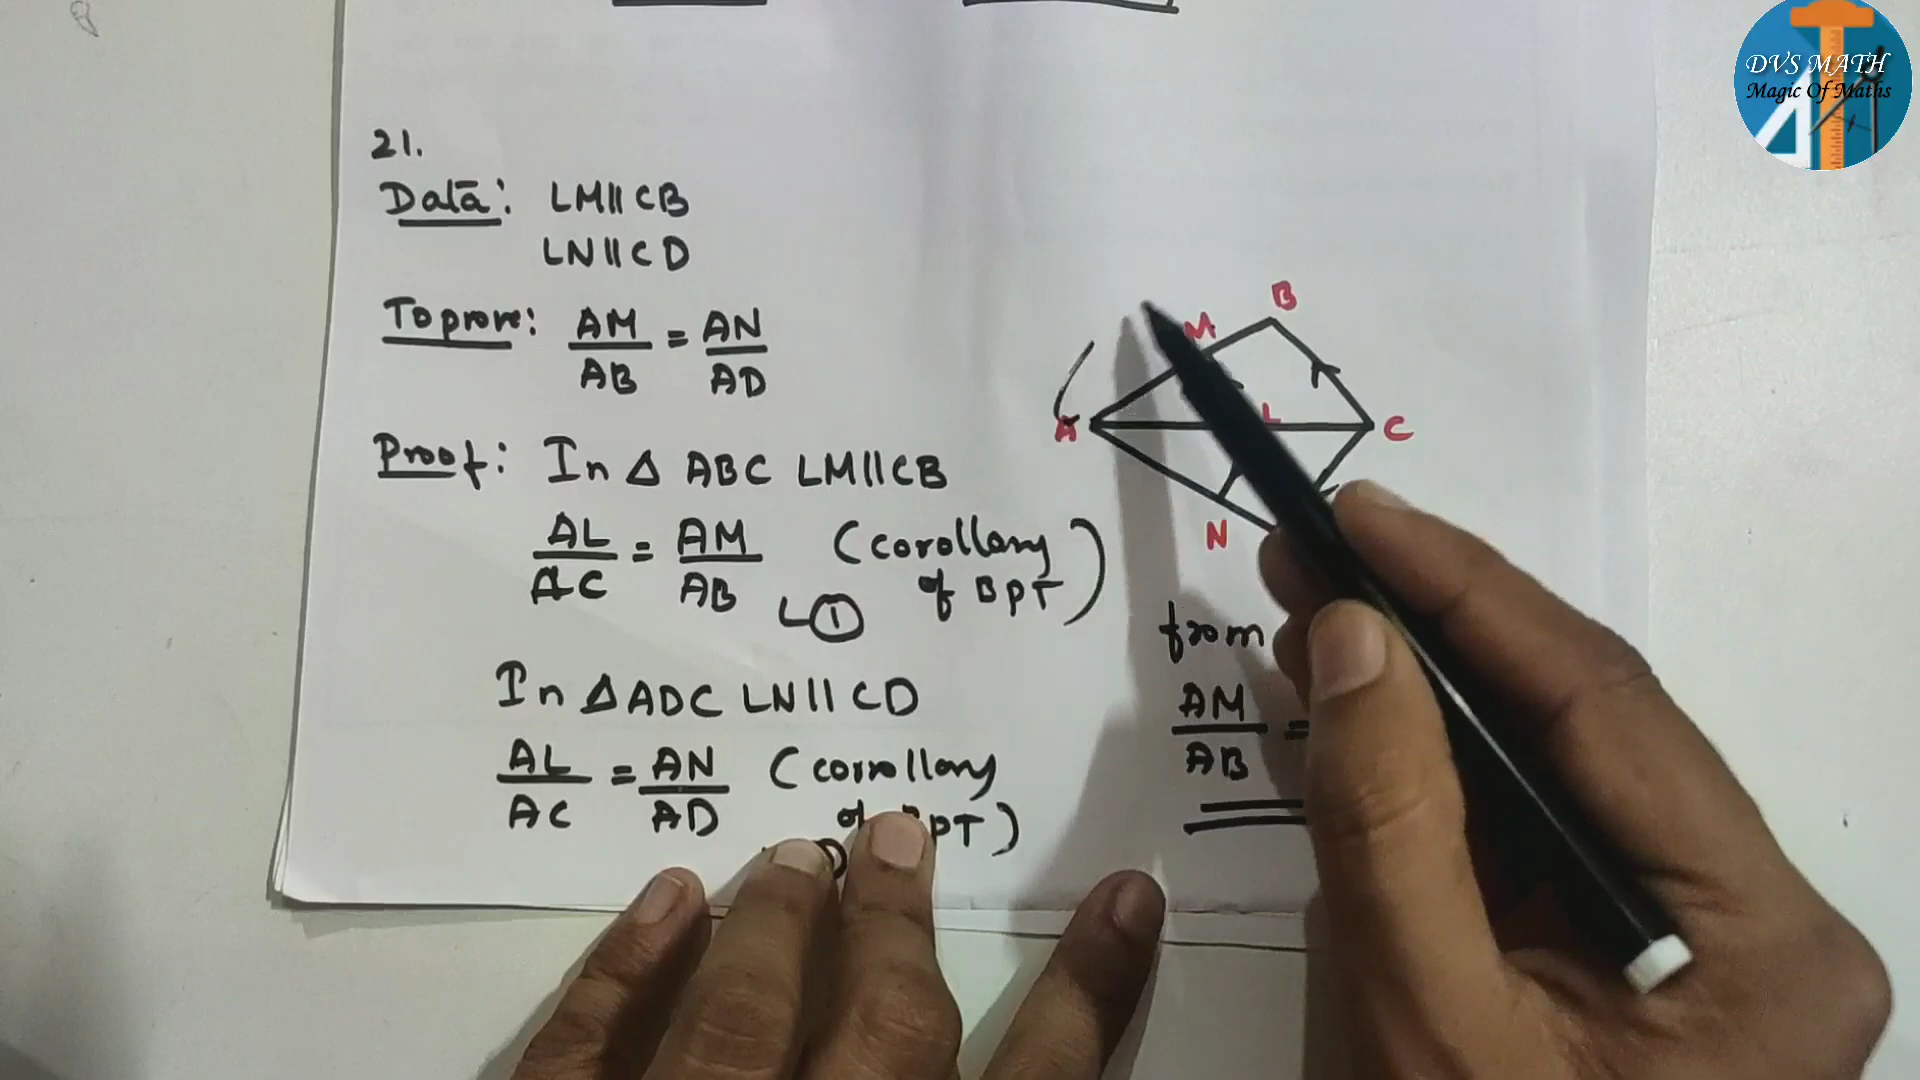 DVS MATH
Magic Of Maths
21.
Data: LM || CB
LN || CD
To prove: AM/AB = AN/AD
Proof: In Δ ABC LM || CB
AL/AC = AM/AB (corollary
of BPT)
①
In Δ ADC LN || CD
AL/AC = AN/AD (corollary
of BPT)
B
M
L
A
C
N
from
AM/AB =